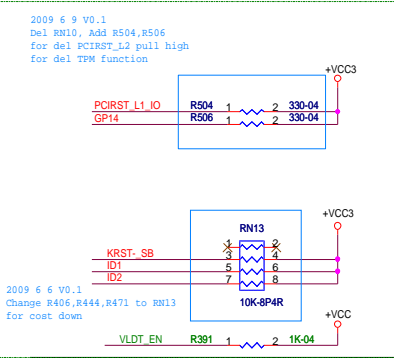 2009 6 9 V0.1
Del RN10, Add R504,R506
for del PCIRST_L2 pull high
for del TPM function
+VCC3
PCIRST_L1_IO R504 1 2 330-04
GP14 R506 1 2 330-04
+VCC3
RN13
1 2
KRST-_SB 3 4
ID1 5 6
ID2 7 8
10K-8P4R
2009 6 6 V0.1
Change R406,R444,R471 to RN13
for cost down
+VCC
VLDT_EN R391 1 2 1K-04